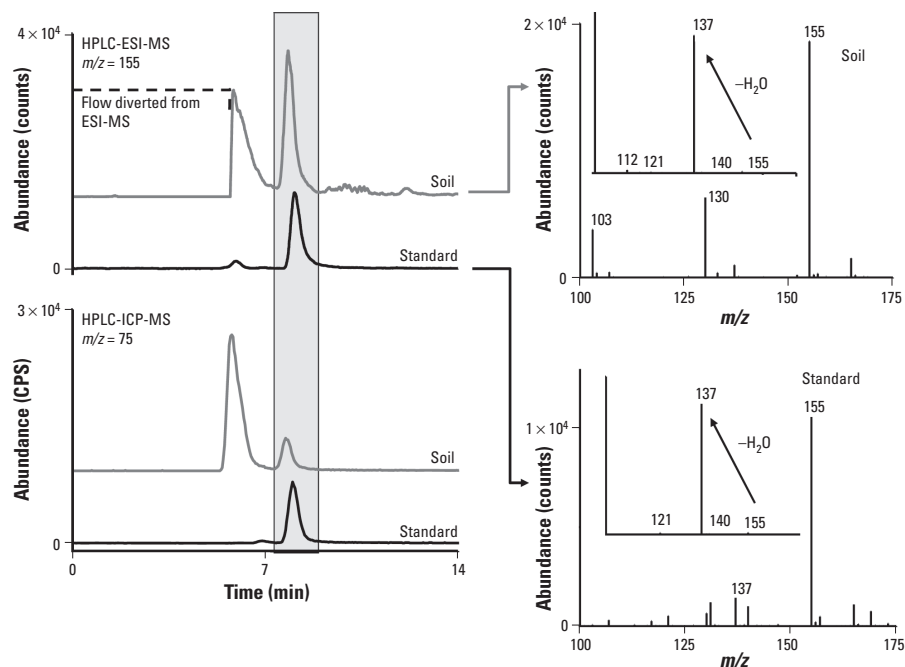 HPLC-ESI-MS
m/z = 155
4 × 10⁴
Flow diverted from
ESI-MS
Soil
Standard
0
Abundance (counts)
HPLC-ICP-MS
m/z = 75
3 × 10⁴
Soil
Standard
0
Abundance (CPS)
0
7
14
Time (min)
2 × 10⁴
137
155
Soil
–H₂O
112
121
140
155
103
130
0
Abundance (counts)
100
125
150
175
m/z
137
155
Standard
–H₂O
1 × 10⁴
121
140
155
137
0
Abundance (counts)
100
125
150
175
m/z